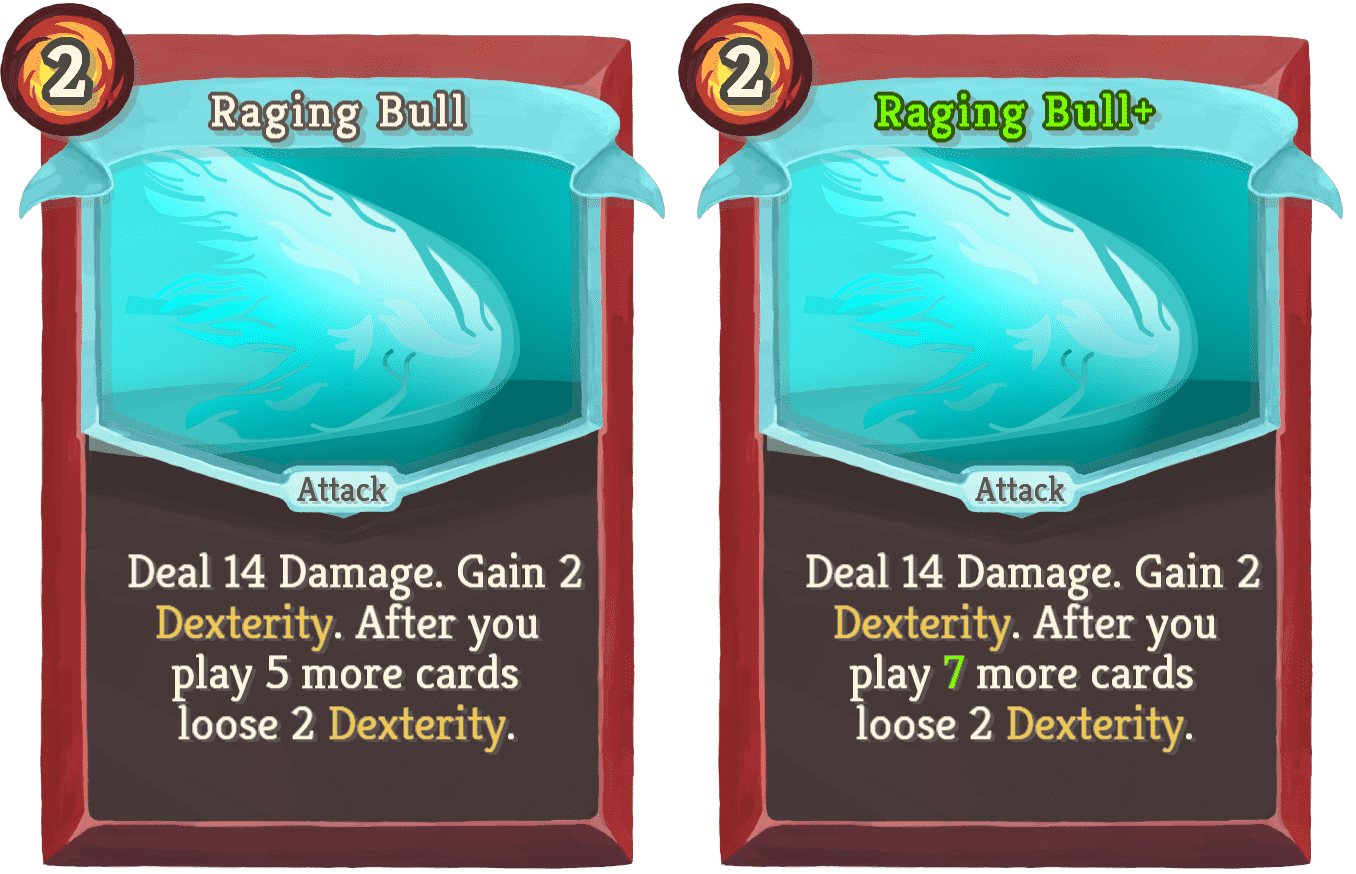 2
Raging Bull
Attack
Deal 14 Damage. Gain 2
Dexterity. After you
play 5 more cards
loose 2 Dexterity.
2
Raging Bull+
Attack
Deal 14 Damage. Gain 2
Dexterity. After you
play 7 more cards
loose 2 Dexterity.